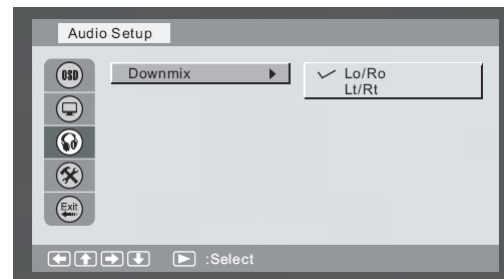 Audio Setup
OSD
Downmix
Lo/Ro
Lt/Rt
Exit
:Select